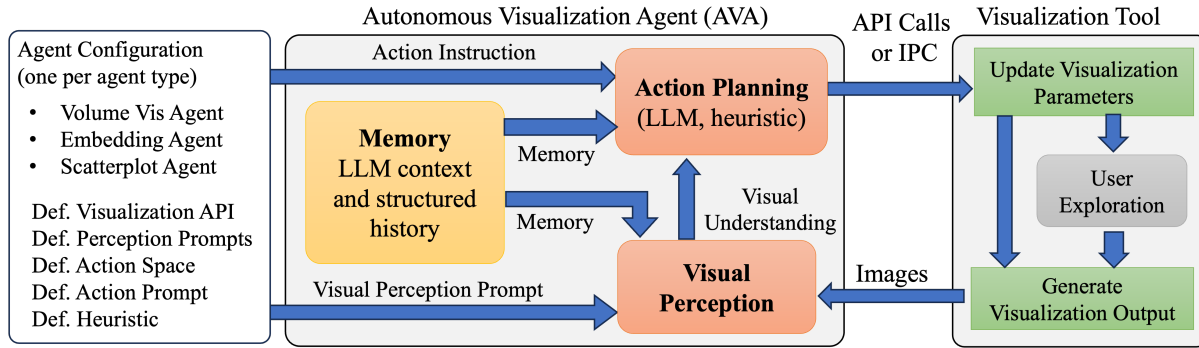 Autonomous Visualization Agent (AVA)
API Calls
or IPC
Visualization Tool
Agent Configuration
(one per agent type)
• Volume Vis Agent
• Embedding Agent
• Scatterplot Agent
Def. Visualization API
Def. Perception Prompts
Def. Action Space
Def. Action Prompt
Def. Heuristic
Action Instruction
Memory
LLM context
and structured
history
Memory
Memory
Visual Perception Prompt
Action Planning
(LLM, heuristic)
Visual
Understanding
Visual
Perception
Images
Update Visualization
Parameters
User
Exploration
Generate
Visualization Output